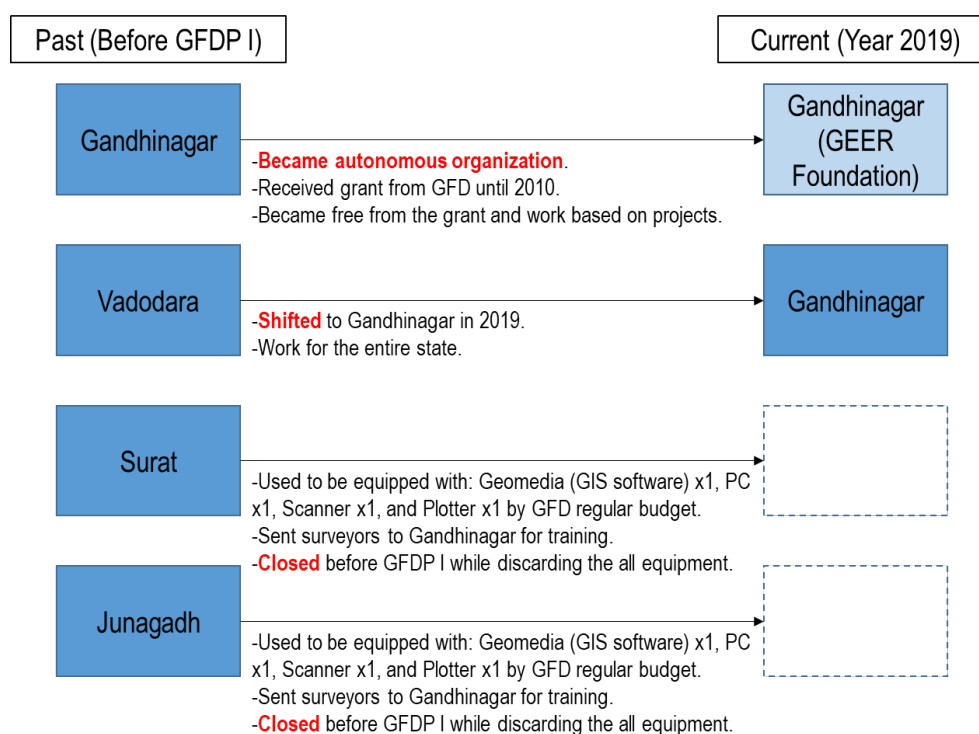 Past (Before GFDP I)
Current (Year 2019)
Gandhinagar
-Became autonomous organization.
-Received grant from GFD until 2010.
-Became free from the grant and work based on projects.
Gandhinagar
(GEER
Foundation)
Vadodara
-Shifted to Gandhinagar in 2019.
-Work for the entire state.
Gandhinagar
Surat
-Used to be equipped with: Geomedia (GIS software) x1, PC
x1, Scanner x1, and Plotter x1 by GFD regular budget.
-Sent surveyors to Gandhinagar for training.
-Closed before GFDP I while discarding the all equipment.
Junagadh
-Used to be equipped with: Geomedia (GIS software) x1, PC
x1, Scanner x1, and Plotter x1 by GFD regular budget.
-Sent surveyors to Gandhinagar for training.
-Closed before GFDP I while discarding the all equipment.